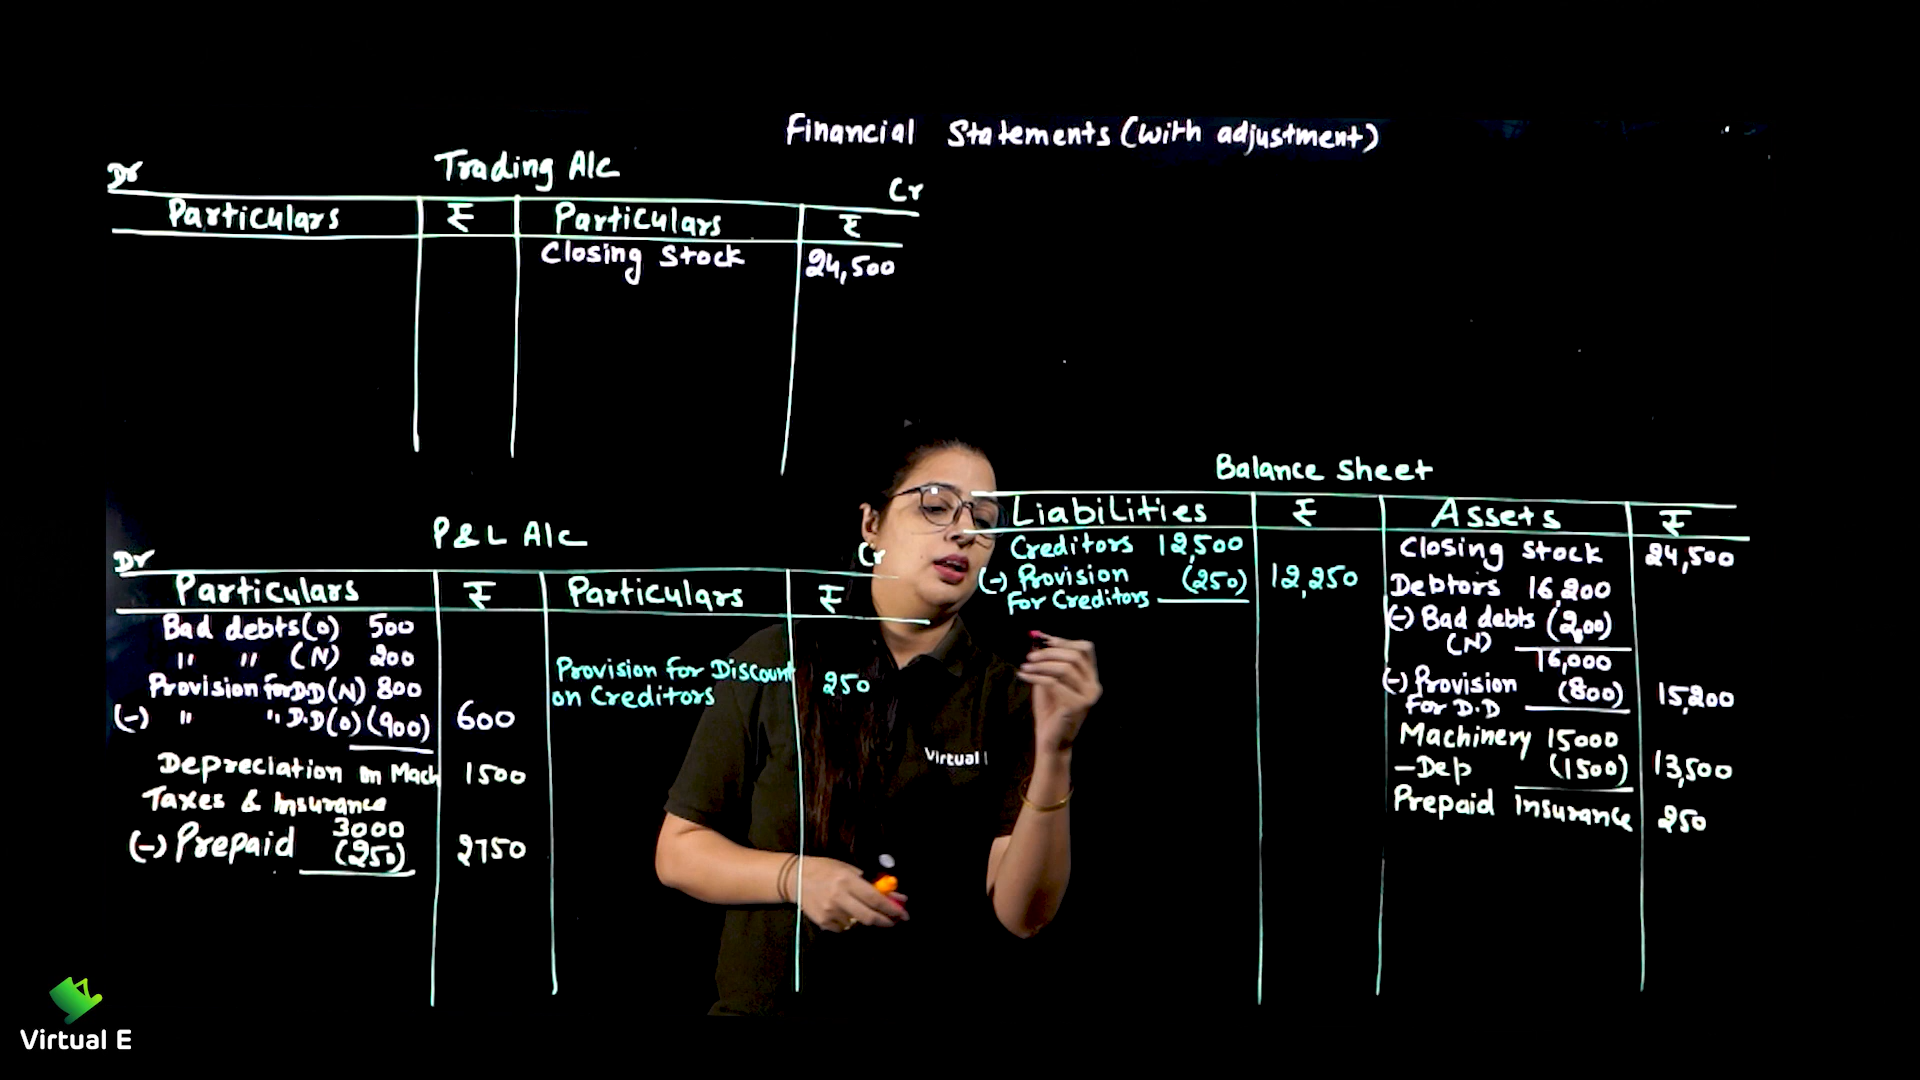 Financial Statements (with adjustment)
Trading A/c
Dr Cr
Particulars ₹ Particulars ₹
Closing Stock 24,500
P & L A/c
Dr Cr
Particulars ₹ Particulars ₹
Bad debts (O) 500
" " (N) 200
Provision for D.D (N) 800
(-) " " D.D (O) (900) 600
Depreciation on Mach 1500
Taxes & Insurance
3000
(-) Prepaid (250) 2750
Provision for Discount
on Creditors 250
Balance Sheet
Liabilities ₹ Assets ₹
Creditors 12,500
(-) Provision (250) 12,250
for Creditors
Closing Stock 24,500
Debtors 16,200
(-) Bad debts (200)
(N) 16,000
(-) Provision (800) 15,200
for D.D
Machinery 15000
-Dep (1500) 13,500
Prepaid Insurance 250
Virtual
Virtual E